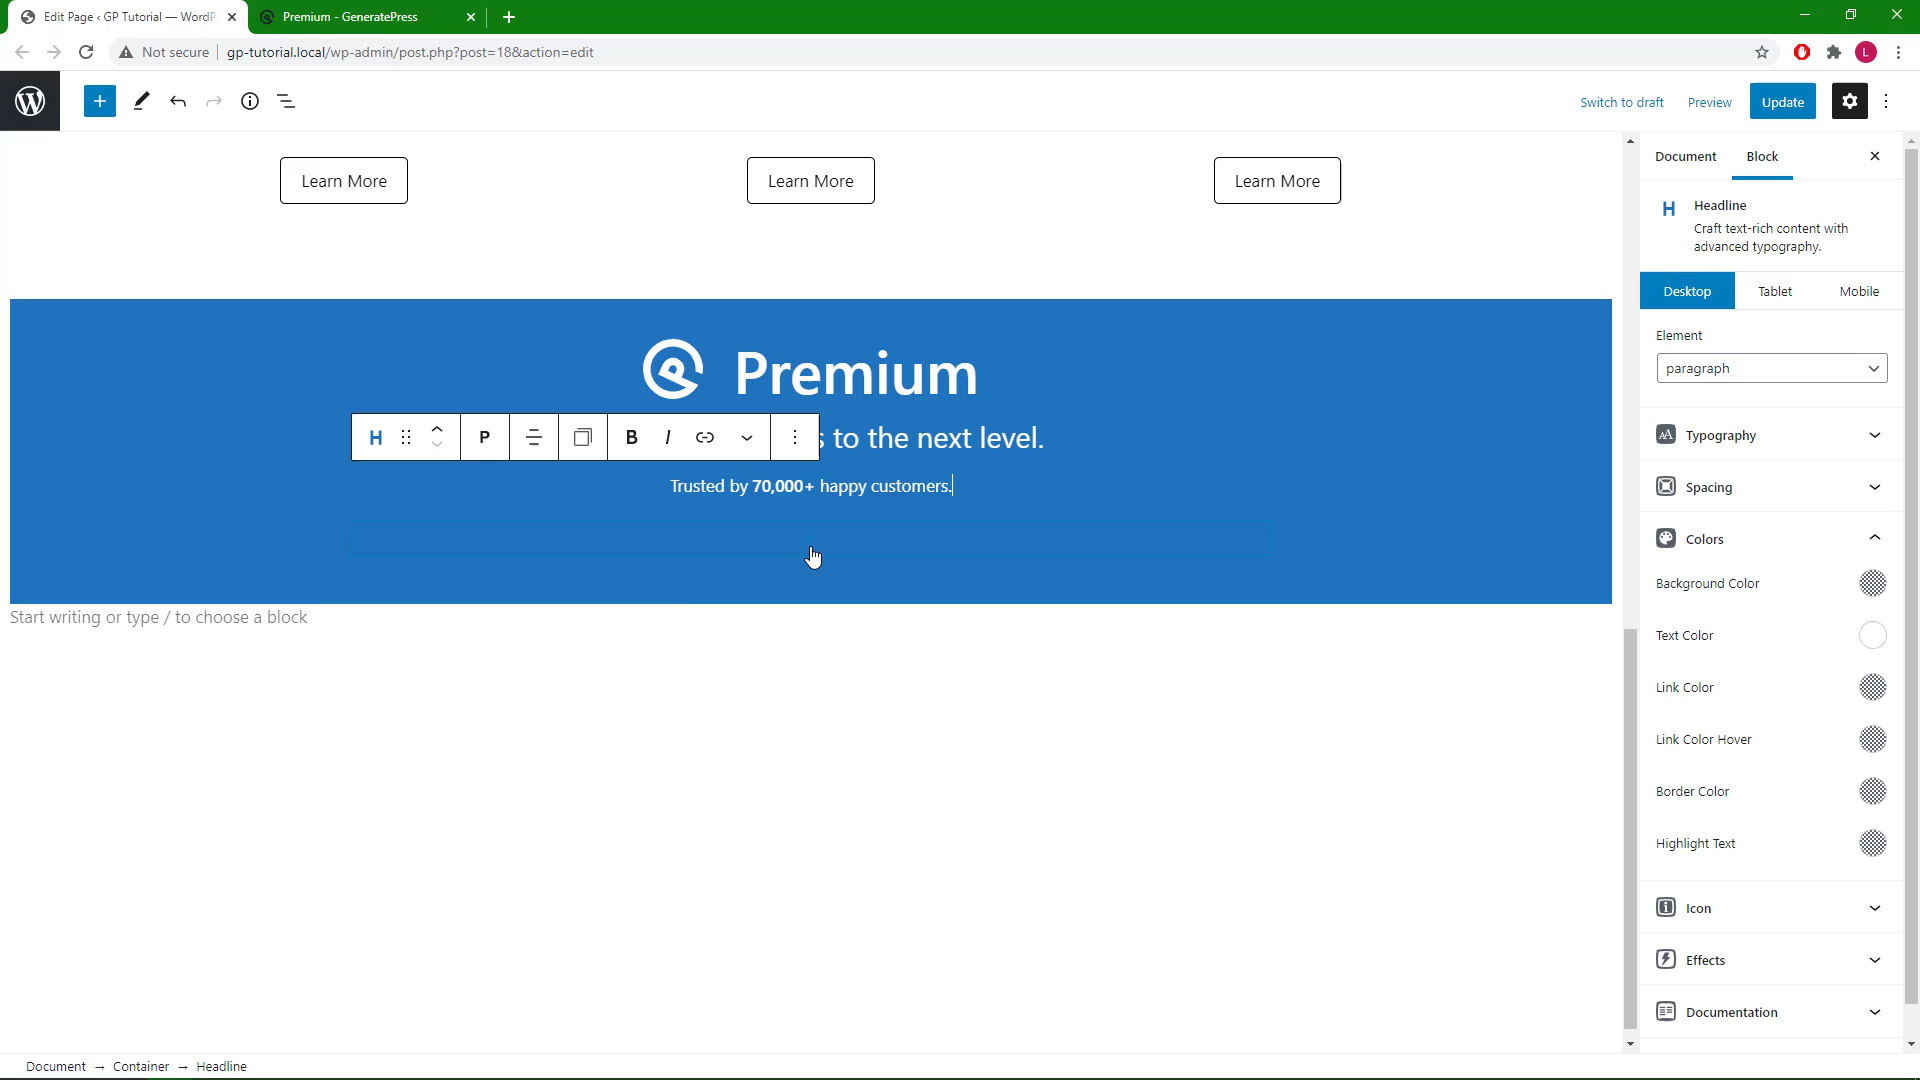 Edit Page ‹ GP Tutorial — WordP
Premium - GeneratePress
Not secure
gp-tutorial.local/wp-admin/post.php?post=18&action=edit
L
Switch to draft
Preview
Update
Learn More
Learn More
Learn More
Premium
s to the next level.
H
P
B
I
Trusted by 70,000+ happy customers.
Start writing or type / to choose a block
Document
Block
H
Headline
Craft text-rich content with
advanced typography.
Desktop
Tablet
Mobile
Element
paragraph
Typography
Spacing
Colors
Background Color
Text Color
Link Color
Link Color Hover
Border Color
Highlight Text
Icon
Effects
Documentation
Document → Container → Headline